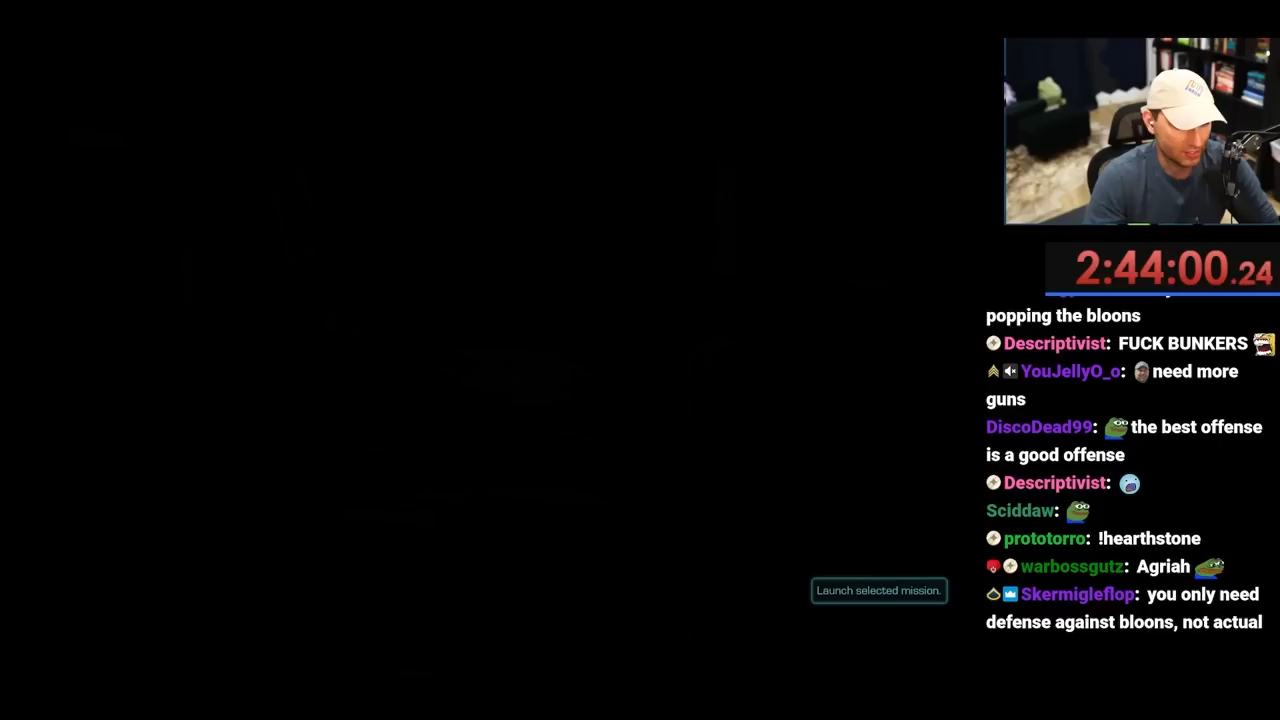 2:44:00.24
popping the bloons
Descriptivist: FUCK BUNKERS
YouJellyO_o: need more
guns
DiscoDead99: the best offense
is a good offense
Descriptivist:
Sciddaw:
prototorro: !hearthstone
warbossgutz: Agriah
Skermigleflop: you only need
defense against bloons, not actual
Launch selected mission.